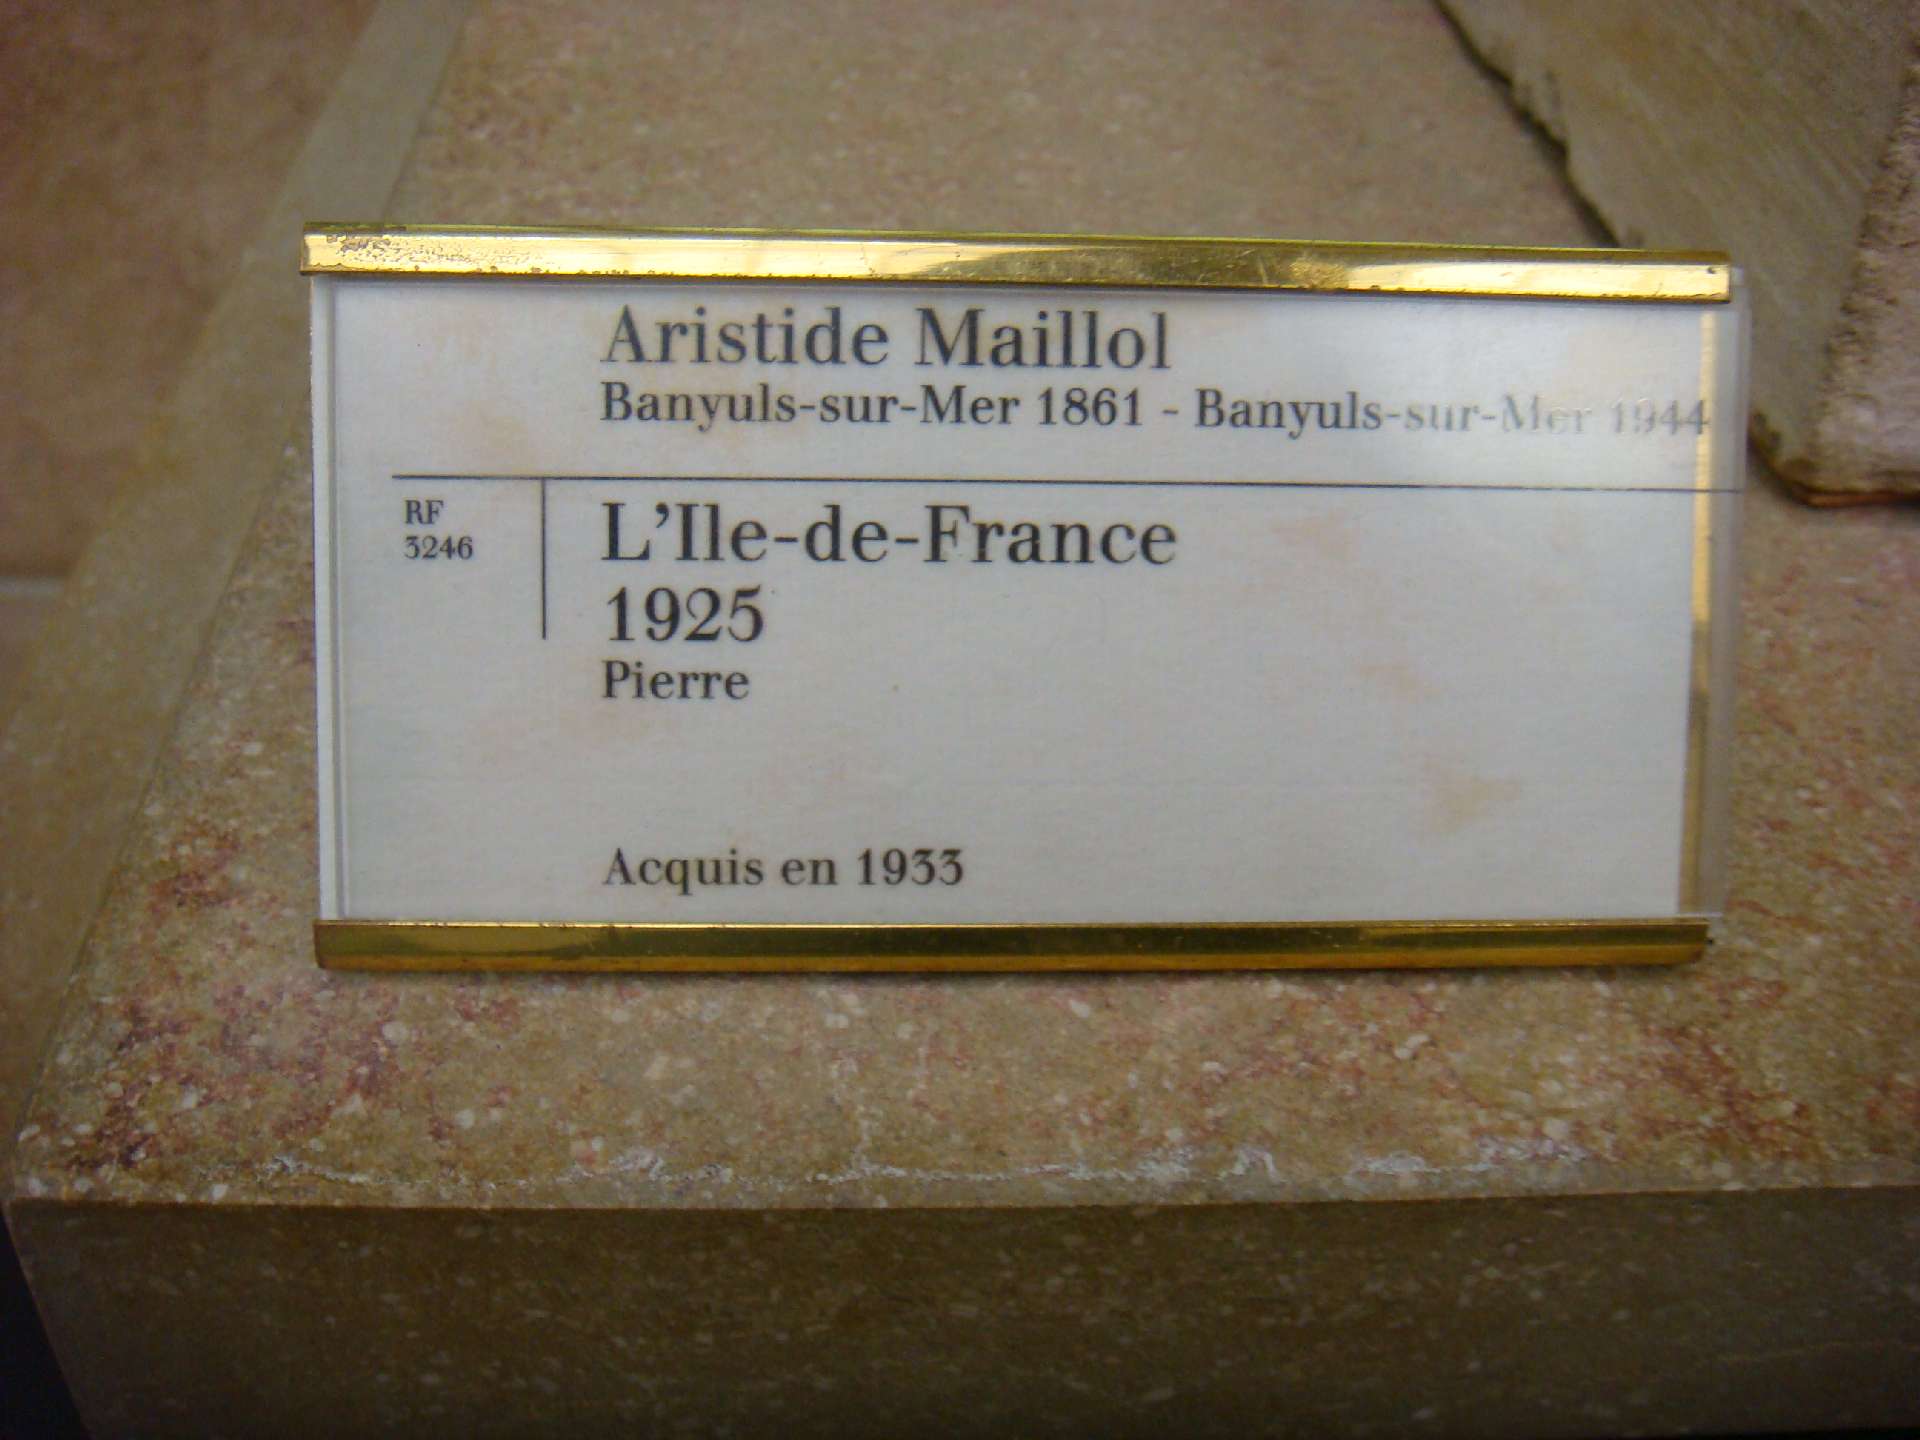 Aristide Maillol
Banyuls-sur-Mer 1861 - Banyuls-sur-Mer 1944
RF
3246
L'Ile-de-France
1925
Pierre
Acquis en 1933